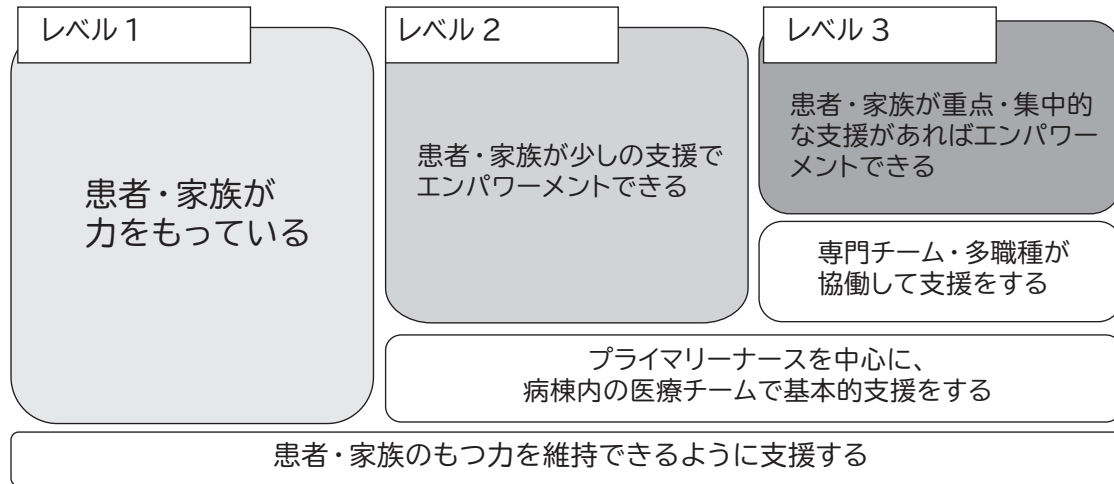 レベル 1
患者・家族が
力をもっている
レベル 2
患者・家族が少しの支援で
エンパワーメントできる
レベル 3
患者・家族が重点・集中的
な支援があればエンパワー
メントできる
専門チーム・多職種が
協働して支援をする
プライマリーナースを中心に、
病棟内の医療チームで基本的支援をする
患者・家族のもつ力を維持できるように支援する